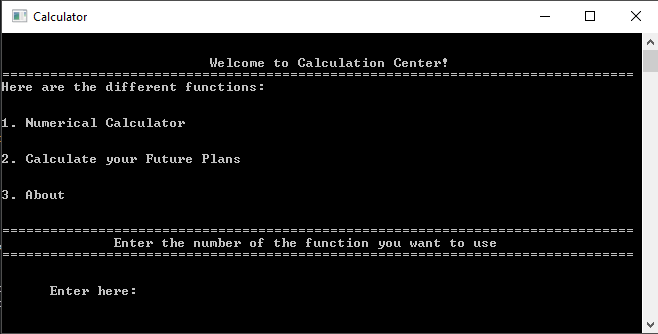 Calculator
Welcome to Calculation Center!
===============================================================================
Here are the different functions:
1. Numerical Calculator
2. Calculate your Future Plans
3. About
===============================================================================
Enter the number of the function you want to use
===============================================================================
Enter here: